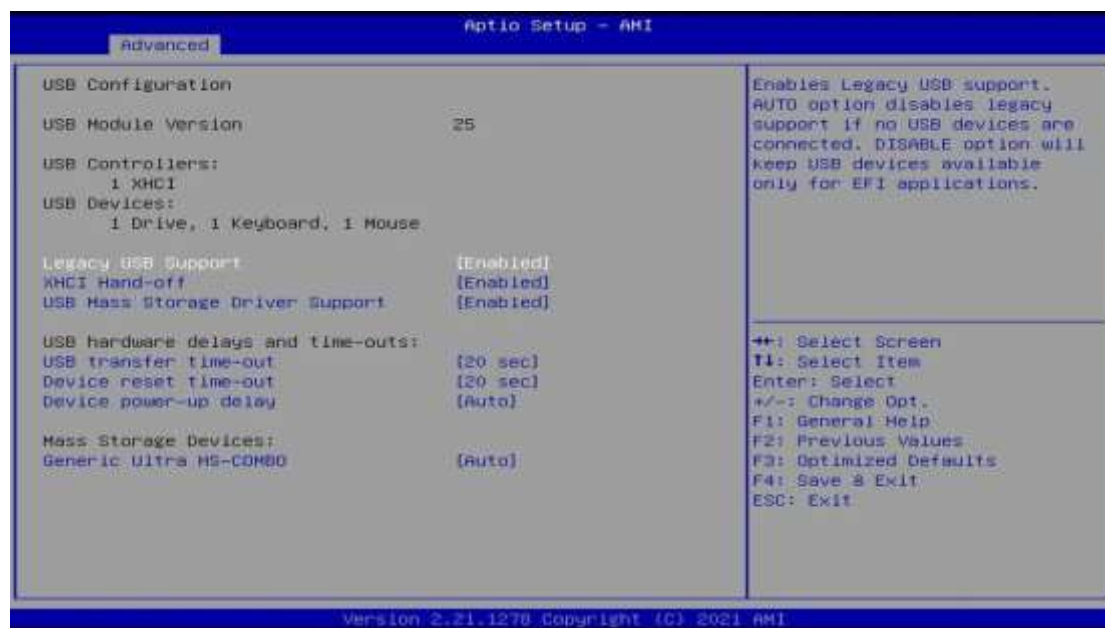 Aptio Setup - AMI
Advanced
USB Configuration
USB Module Version 25
USB Controllers:
1 XHCI
USB Devices:
1 Drive, 1 Keyboard, 1 Mouse
Legacy USB Support [Enabled]
XHCI Hand-off [Enabled]
USB Mass Storage Driver Support [Enabled]
USB hardware delays and time-outs:
USB transfer time-out [20 sec]
Device reset time-out [20 sec]
Device power-up delay [Auto]
Mass Storage Devices:
Generic Ultra HS-COMBO [Auto]
Enables Legacy USB support.
AUTO option disables legacy
support if no USB devices are
connected. DISABLE option will
keep USB devices available
only for EFI applications.
→←: Select Screen
↑↓: Select Item
Enter: Select
+/-: Change Opt.
F1: General Help
F2: Previous Values
F3: Optimized Defaults
F4: Save & Exit
ESC: Exit
Version 2.21.1278 Copyright (C) 2021 AMI